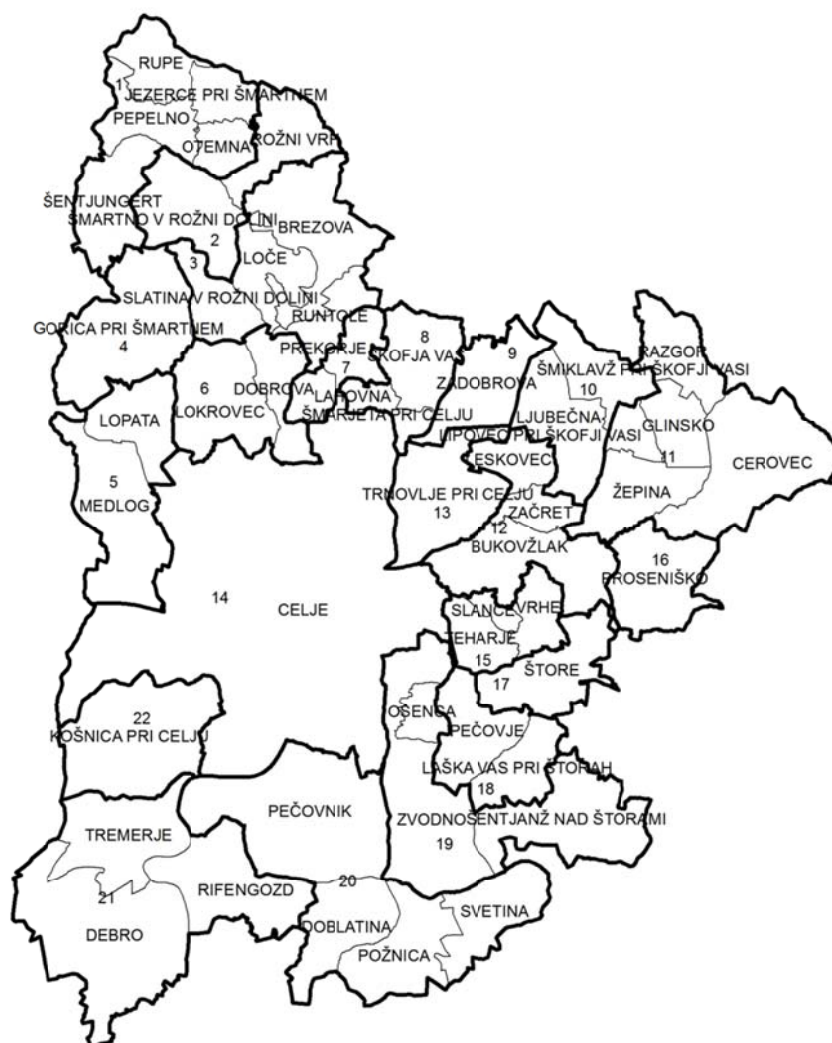 RUPE
1
JEZERCE PRI ŠMARTNEM
PEPELNO
OTEMNA
ROŽNI VRH
ŠENTJUNGERT
ŠMARTNO V ROŽNI DOLINI
2
BREZOVA
3
LOČE
SLATINA V ROŽNI DOLINI
RUNTOLE
GORICA PRI ŠMARTNEM
4
PREKORJE
7
8
ŠKOFJA VAS
9
ZADOBROVA
RAZGOR
ŠMIKLAVŽ PRI ŠKOFJI VASI
10
6
LOKROVEC
DOBROVA
LAHOVNA
ŠMARJETA PRI CELJU
LJUBEČNA
LIPOVEC PRI ŠKOFJI VASI
GLINSKO
11
CEROVEC
LOPATA
5
MEDLOG
LESKOVEC
TRNOVLJE PRI CELJU
13
ŽEPINA
ZAČRET
12
BUKOVŽLAK
16
PROSENIŠKO
14
CELJE
SLANCE
VRHE
TEHARJE
15
ŠTORE
17
OSENCA
PEČOVJE
22
KOŠNICA PRI CELJU
LAŠKA VAS PRI ŠTORAH
18
PEČOVNIK
ZVODNO
ŠENTJANŽ NAD ŠTORAMI
19
TREMERJE
20
RIFENGOZD
21
DEBRO
DOBLATINA
SVETINA
POŽNICA